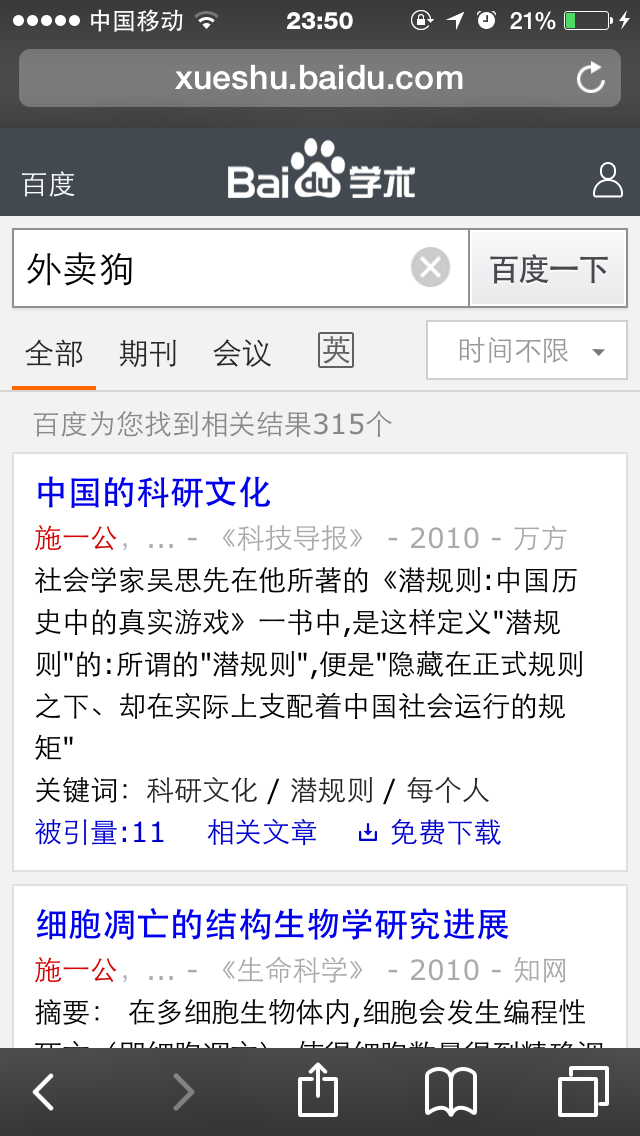 中国移动 23:50 21%
xueshu.baidu.com
百度 Bai du 学术
外卖狗 百度一下
全部 期刊 会议 英 时间不限
百度为您找到相关结果315个
中国的科研文化
施一公, ... - 《科技导报》 - 2010 - 万方
社会学家吴思先在他所著的《潜规则:中国历
史中的真实游戏》一书中,是这样定义"潜规
则"的:所谓的"潜规则",便是"隐藏在正式规则
之下、却在实际上支配着中国社会运行的规
矩"
关键词: 科研文化 / 潜规则 / 每个人
被引量:11 相关文章 免费下载
细胞凋亡的结构生物学研究进展
施一公, ... - 《生命科学》 - 2010 - 知网
摘要: 在多细胞生物体内,细胞会发生编程性